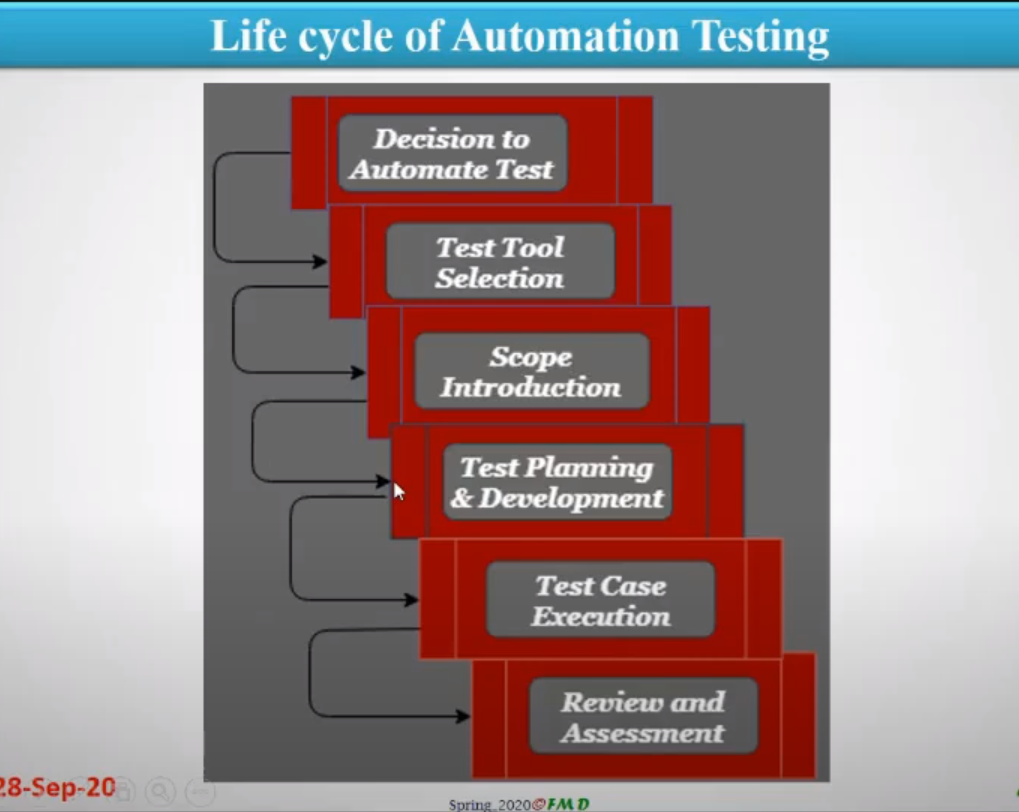 Life cycle of Automation Testing
Decision to
Automate Test
Test Tool
Selection
Scope
Introduction
Test Planning
& Development
Test Case
Execution
Review and
Assessment
28-Sep-20
Spring_2020©FMD